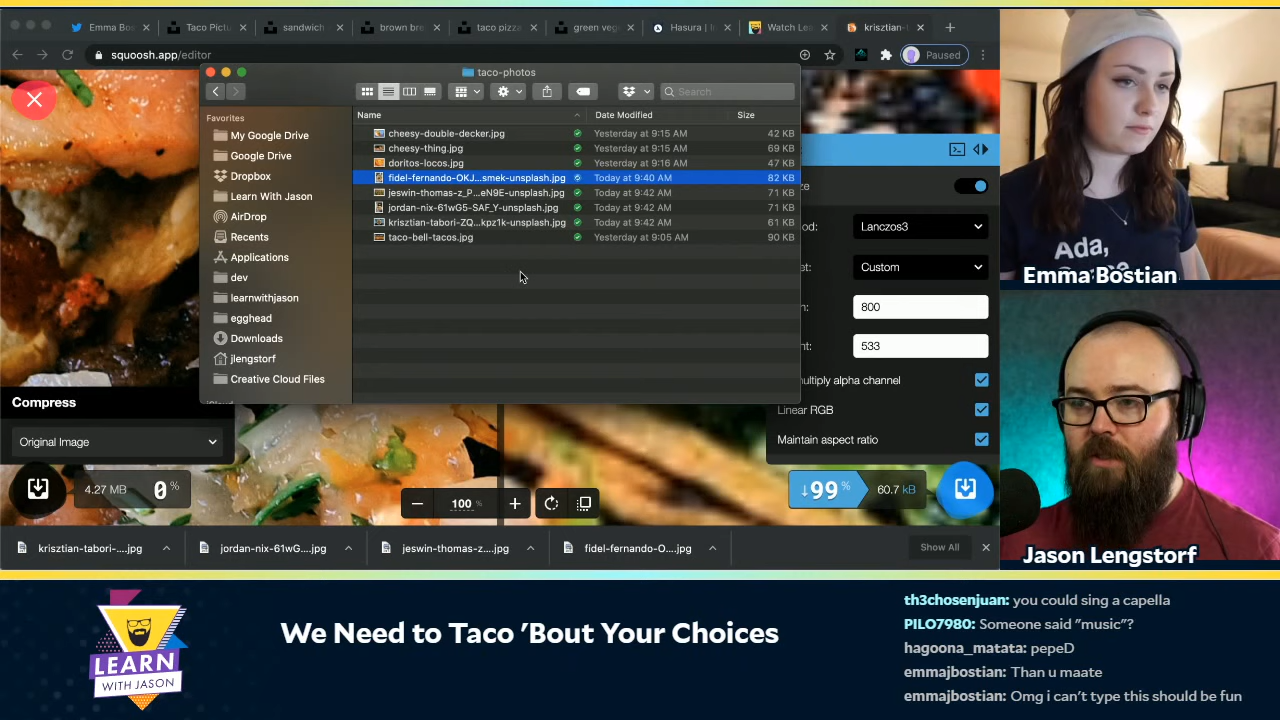 Emma Bos
Taco Pictu
sandwich
brown bre
taco pizza
green veg
Hasura | I
Watch Le
krisztian-t
squoosh.app/editor
Paused
taco-photos
Search
Favorites
My Google Drive
Google Drive
Dropbox
Learn With Jason
AirDrop
Recents
Applications
dev
learnwithjason
egghead
Downloads
jlengstorf
Creative Cloud Files
Name Date Modified Size
cheesy-double-decker.jpg Yesterday at 9:15 AM 42 KB
cheesy-thing.jpg Yesterday at 9:15 AM 69 KB
doritos-locos.jpg Yesterday at 9:16 AM 47 KB
fidel-fernando-OKJ...smek-unsplash.jpg Today at 9:40 AM 82 KB
jeswin-thomas-z_P...eN9E-unsplash.jpg Today at 9:42 AM 71 KB
jordan-nix-61wG5-SAF_Y-unsplash.jpg Today at 9:42 AM 71 KB
krisztian-tabori-ZQ...kpz1k-unsplash.jpg Today at 9:42 AM 61 KB
taco-bell-tacos.jpg Yesterday at 9:05 AM 90 KB
ze
od: Lanczos3
et: Custom
n: 800
nt: 533
multiply alpha channel
Linear RGB
Maintain aspect ratio
Compress
Original Image
4.27 MB 0 %
100 %
↓99 % 60.7 kB
krisztian-tabori-....jpg
jordan-nix-61wG....jpg
jeswin-thomas-z....jpg
fidel-fernando-O....jpg
Show All
Ada,
Emma Bostian
Jason Lengstorf
LEARN
WITH JASON
We Need to Taco 'Bout Your Choices
th3chosenjuan: you could sing a capella
PILO7980: Someone said "music"?
hagoona_matata: pepeD
emmajbostian: Than u maate
emmajbostian: Omg i can't type this should be fun